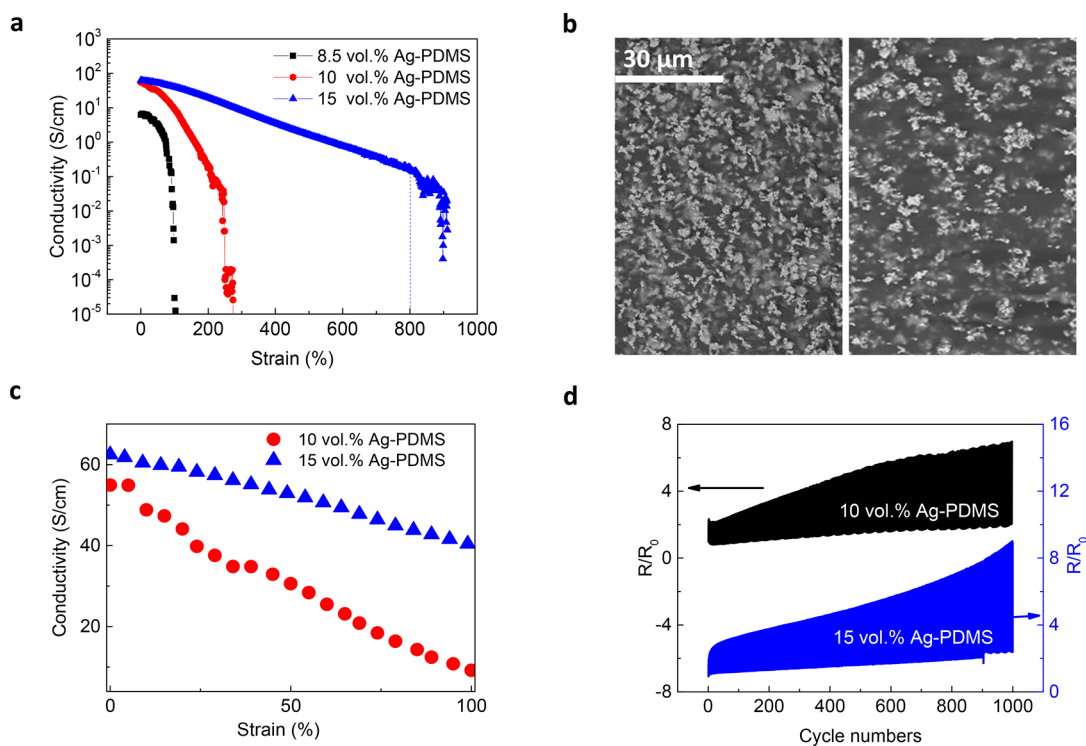 a
8.5 vol.% Ag-PDMS
10 vol.% Ag-PDMS
15 vol.% Ag-PDMS
Conductivity (S/cm)
10³
10²
10¹
10⁰
10⁻¹
10⁻²
10⁻³
10⁻⁴
10⁻⁵
0 200 400 600 800 1000
Strain (%)
b
30 µm
c
10 vol.% Ag-PDMS
15 vol.% Ag-PDMS
Conductivity (S/cm)
60
40
20
0 50 100
Strain (%)
d
R/R₀
8
4
0
-4
-8
10 vol.% Ag-PDMS
15 vol.% Ag-PDMS
16
12
8
4
0
R/R₀
0 200 400 600 800 1000
Cycle numbers